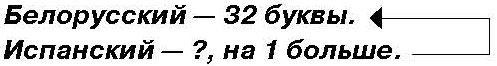 Белорусский — 32 буквы.
Испанский — ?, на 1 больше.